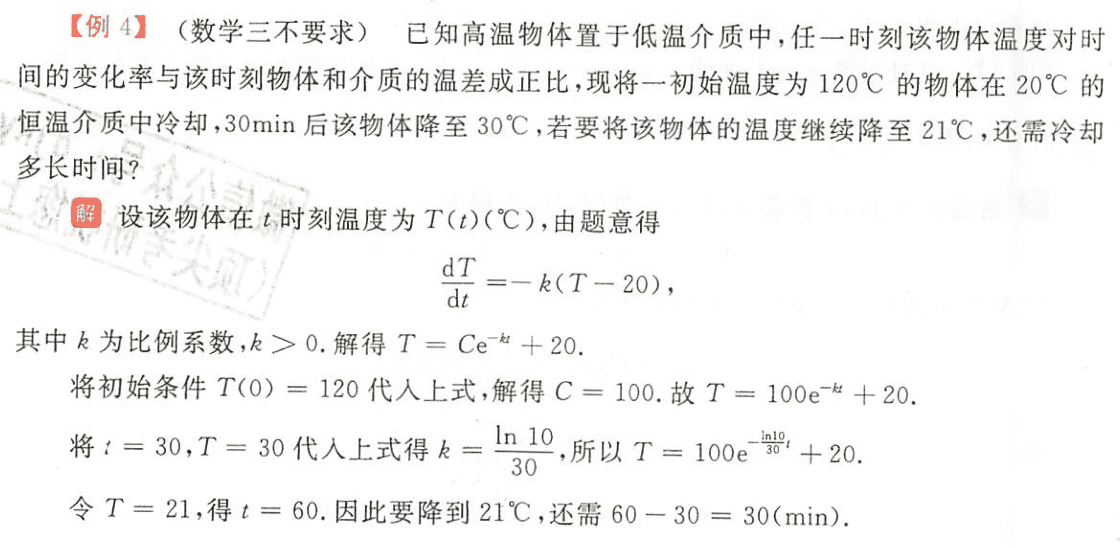 【例 4】 (数学三不要求) 已知高温物体置于低温介质中,任一时刻该物体温度对时
间的变化率与该时刻物体和介质的温差成正比,现将一初始温度为 120℃ 的物体在 20℃ 的
恒温介质中冷却,30min 后该物体降至 30℃,若要将该物体的温度继续降至 21℃,还需冷却
多长时间?
解 设该物体在 t 时刻温度为 T(t)(℃),由题意得
dT/dt = − k(T − 20),
其中 k 为比例系数,k > 0. 解得 T = Ce^{−kt} + 20.
将初始条件 T(0) = 120 代入上式,解得 C = 100. 故 T = 100e^{−kt} + 20.
将 t = 30,T = 30 代入上式得 k = ln 10/30,所以 T = 100e^{−(ln10/30)t} + 20.
令 T = 21,得 t = 60. 因此要降到 21℃,还需 60 − 30 = 30(min).